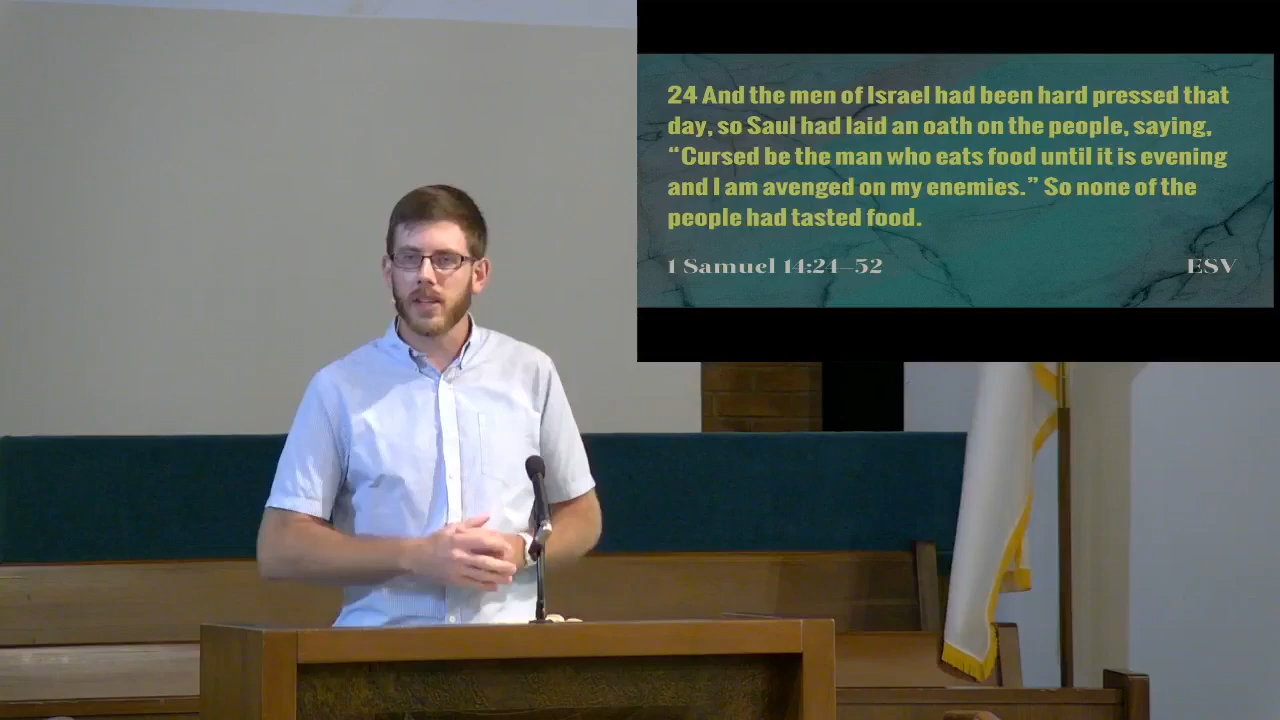 24 And the men of Israel had been hard pressed that
day, so Saul had laid an oath on the people, saying,
“Cursed be the man who eats food until it is evening
and I am avenged on my enemies.” So none of the
people had tasted food.
1 Samuel 14:24–52 ESV